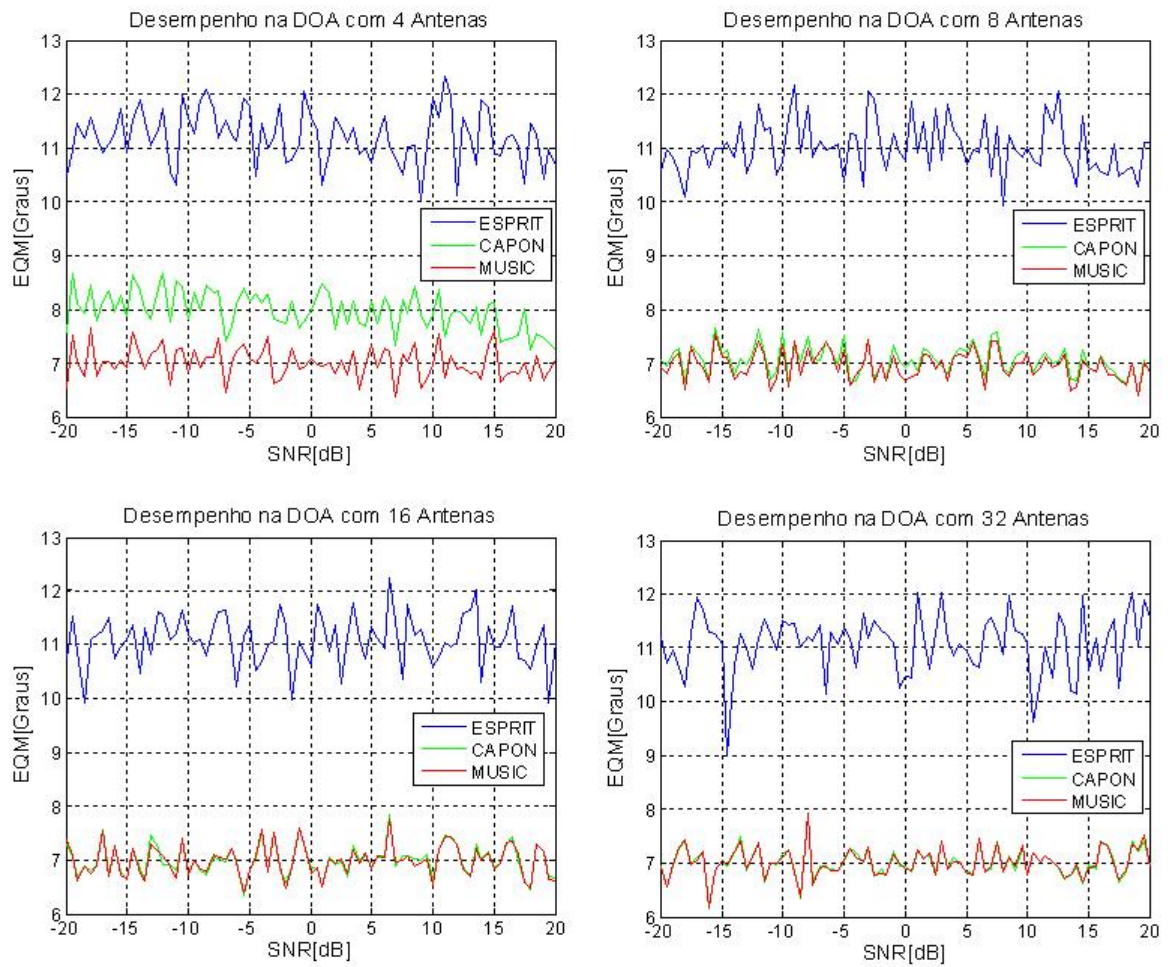 Desempenho na DOA com 4 Antenas
13
12
11
10
9
8
7
6
EQM[Graus]
-20 -15 -10 -5 0 5 10 15 20
SNR[dB]
ESPRIT
CAPON
MUSIC
Desempenho na DOA com 8 Antenas
13
12
11
10
9
8
7
6
EQM[Graus]
-20 -15 -10 -5 0 5 10 15 20
SNR[dB]
ESPRIT
CAPON
MUSIC
Desempenho na DOA com 16 Antenas
13
12
11
10
9
8
7
6
EQM[Graus]
-20 -15 -10 -5 0 5 10 15 20
SNR[dB]
ESPRIT
CAPON
MUSIC
Desempenho na DOA com 32 Antenas
13
12
11
10
9
8
7
6
EQM[Graus]
-20 -15 -10 -5 0 5 10 15 20
SNR[dB]
ESPRIT
CAPON
MUSIC